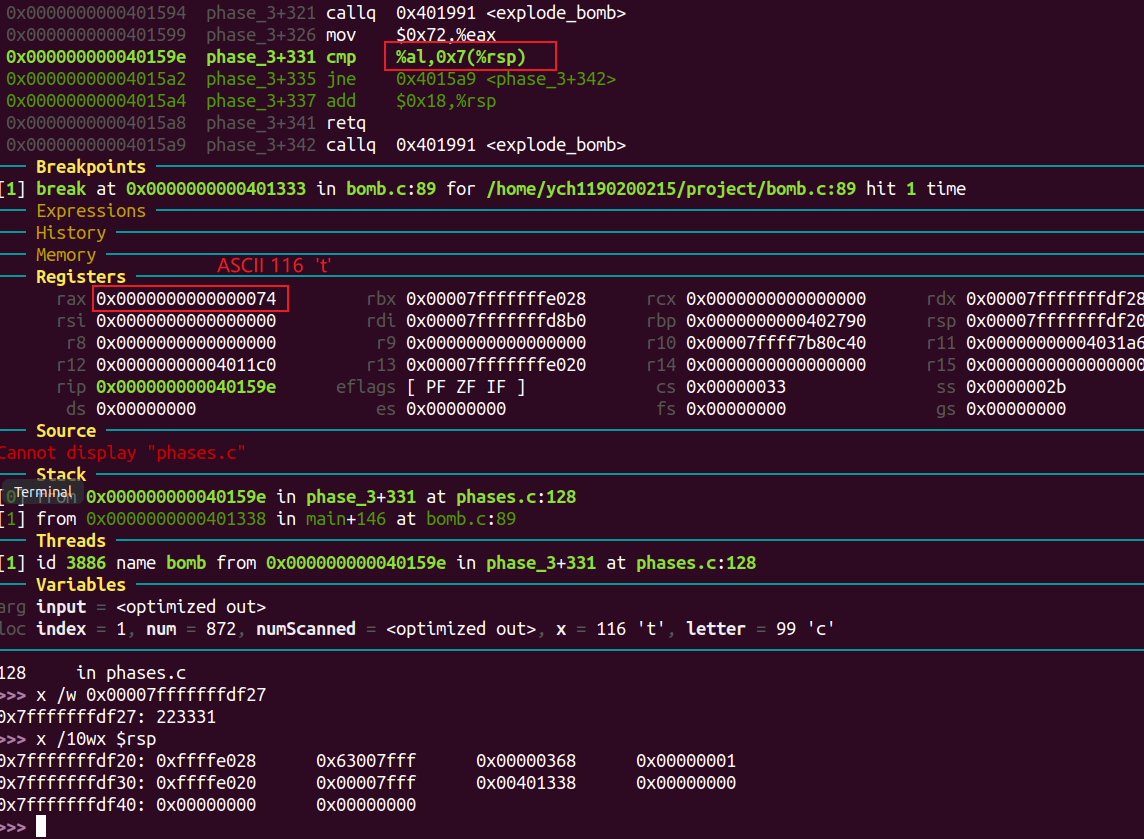 0x0000000000401594 phase_3+321 callq 0x401991 <explode_bomb>
0x0000000000401599 phase_3+326 mov $0x72,%eax
0x000000000040159e phase_3+331 cmp %al,0x7(%rsp)
0x00000000004015a2 phase_3+335 jne 0x4015a9 <phase_3+342>
0x00000000004015a4 phase_3+337 add $0x18,%rsp
0x00000000004015a8 phase_3+341 retq
0x00000000004015a9 phase_3+342 callq 0x401991 <explode_bomb>
Breakpoints
[1] break at 0x0000000000401333 in bomb.c:89 for /home/ych1190200215/project/bomb.c:89 hit 1 time
Expressions
History
Memory
ASCII 116 't'
Registers
rax 0x0000000000000074 rbx 0x00007fffffffe028 rcx 0x0000000000000000 rdx 0x00007fffffffdf28
rsi 0x0000000000000000 rdi 0x00007fffffffd8b0 rbp 0x0000000000402790 rsp 0x00007fffffffdf20
r8 0x0000000000000000 r9 0x0000000000000000 r10 0x00007ffff7b80c40 r11 0x00000000004031a6
r12 0x00000000004011c0 r13 0x00007fffffffe020 r14 0x0000000000000000 r15 0x0000000000000000
rip 0x000000000040159e eflags [ PF ZF IF ] cs 0x00000033 ss 0x0000002b
ds 0x00000000 es 0x00000000 fs 0x00000000 gs 0x00000000
Source
Cannot display "phases.c"
Stack
Terminal
[0] from 0x000000000040159e in phase_3+331 at phases.c:128
[1] from 0x0000000000401338 in main+146 at bomb.c:89
Threads
[1] id 3886 name bomb from 0x000000000040159e in phase_3+331 at phases.c:128
Variables
arg input = <optimized out>
loc index = 1, num = 872, numScanned = <optimized out>, x = 116 't', letter = 99 'c'
128 in phases.c
>>> x /w 0x00007fffffffdf27
0x7fffffffdf27: 223331
>>> x /10wx $rsp
0x7fffffffdf20: 0xffffe028 0x63007fff 0x00000368 0x00000001
0x7fffffffdf30: 0xffffe020 0x00007fff 0x00401338 0x00000000
0x7fffffffdf40: 0x00000000 0x00000000
>>>